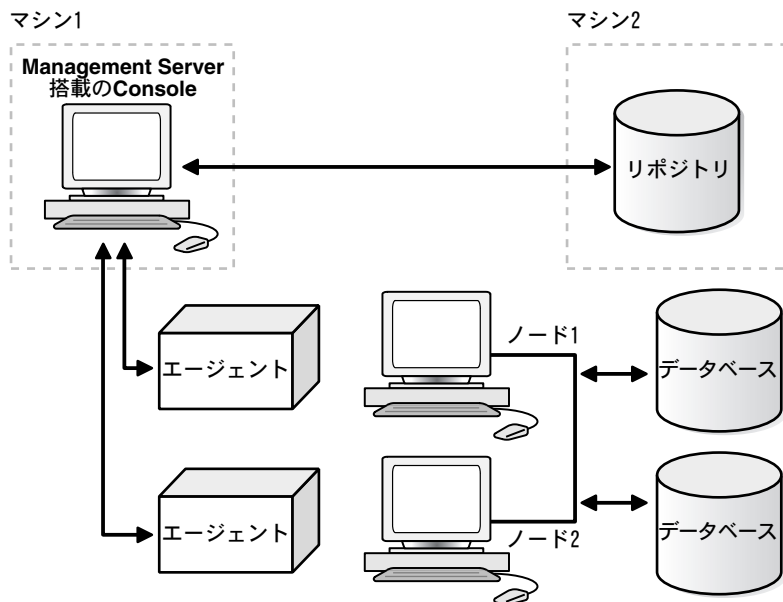 マシン1
マシン2
Management Server
搭載のConsole
リポジトリ
エージェント
ノード1
データベース
エージェント
ノード2
データベース